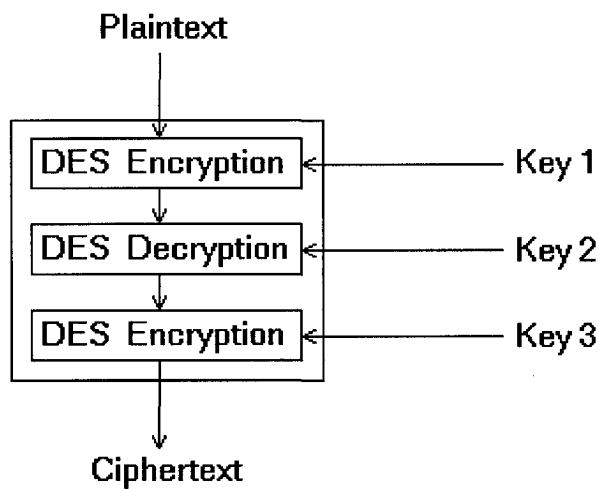 Plaintext
DES Encryption
Key 1
DES Decryption
Key 2
DES Encryption
Key 3
Ciphertext